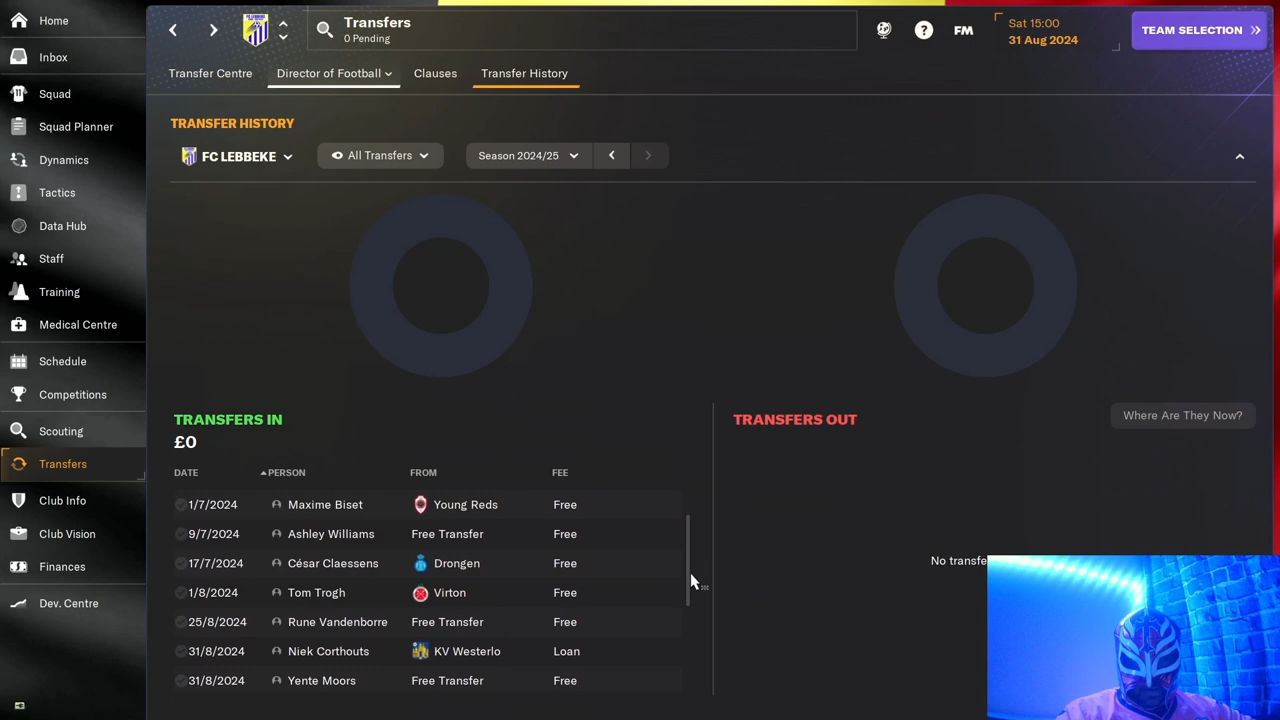 Home
Inbox
Squad
Squad Planner
Dynamics
Tactics
Data Hub
Staff
Training
Medical Centre
Schedule
Competitions
Scouting
Transfers
Club Info
Club Vision
Finances
Dev. Centre
Transfers
0 Pending
FM
Sat 15:00
31 Aug 2024
TEAM SELECTION
Transfer Centre Director of Football Clauses Transfer History
TRANSFER HISTORY
FC LEBBEKE All Transfers Season 2024/25
TRANSFERS IN
£0
DATE PERSON FROM FEE
1/7/2024 Maxime Biset Young Reds Free
9/7/2024 Ashley Williams Free Transfer Free
17/7/2024 César Claessens Drongen Free
1/8/2024 Tom Trogh Virton Free
25/8/2024 Rune Vandenborre Free Transfer Free
31/8/2024 Niek Corthouts KV Westerlo Loan
31/8/2024 Yente Moors Free Transfer Free
TRANSFERS OUT
Where Are They Now?
No transfe